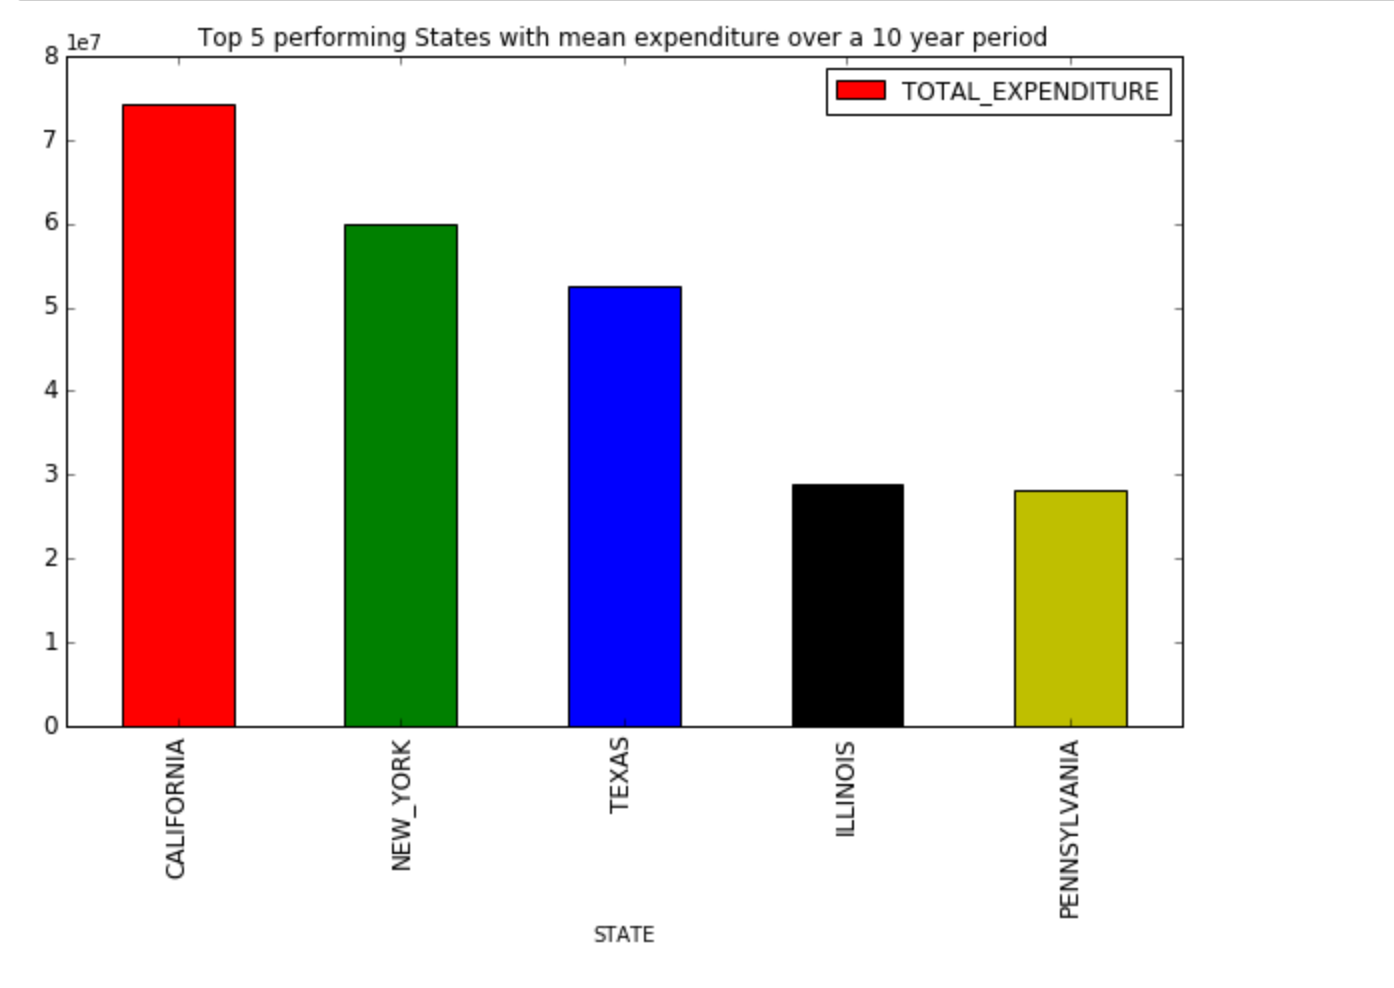 Top 5 performing States with mean expenditure over a 10 year period
1e7
8
7
6
5
4
3
2
1
0
TOTAL_EXPENDITURE
CALIFORNIA
NEW_YORK
TEXAS
ILLINOIS
PENNSYLVANIA
STATE